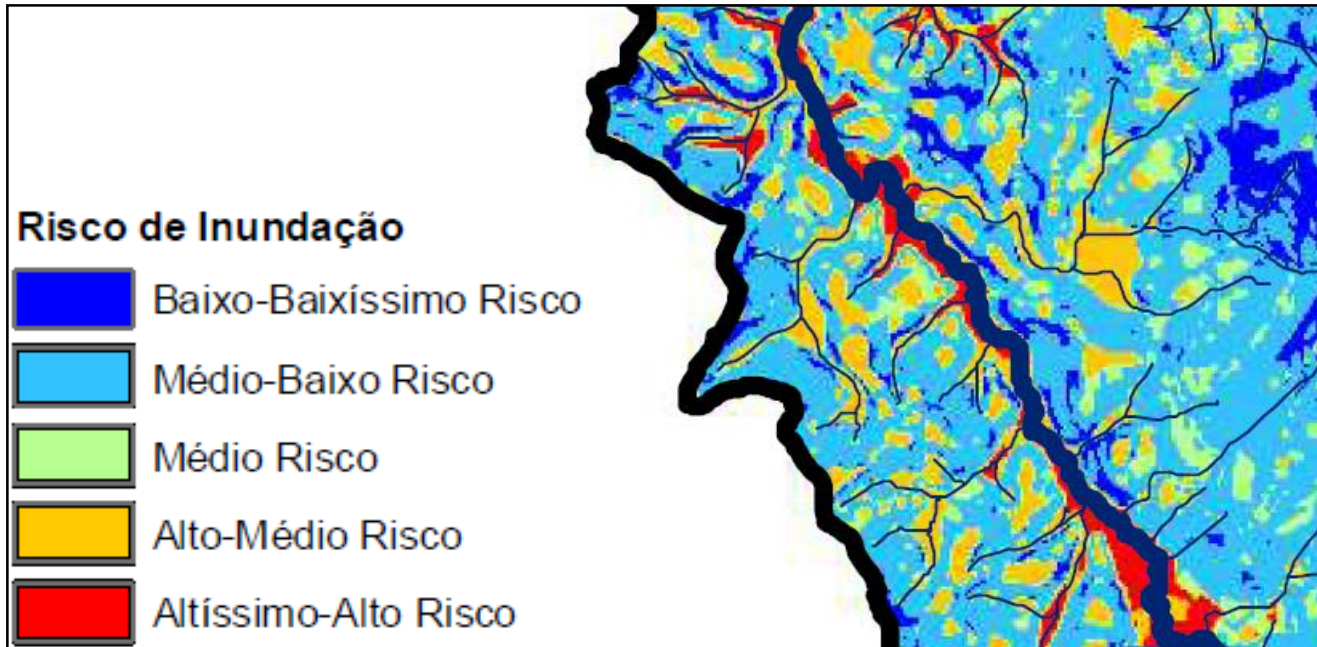 Risco de Inundação
Baixo-Baixíssimo Risco
Médio-Baixo Risco
Médio Risco
Alto-Médio Risco
Altíssimo-Alto Risco